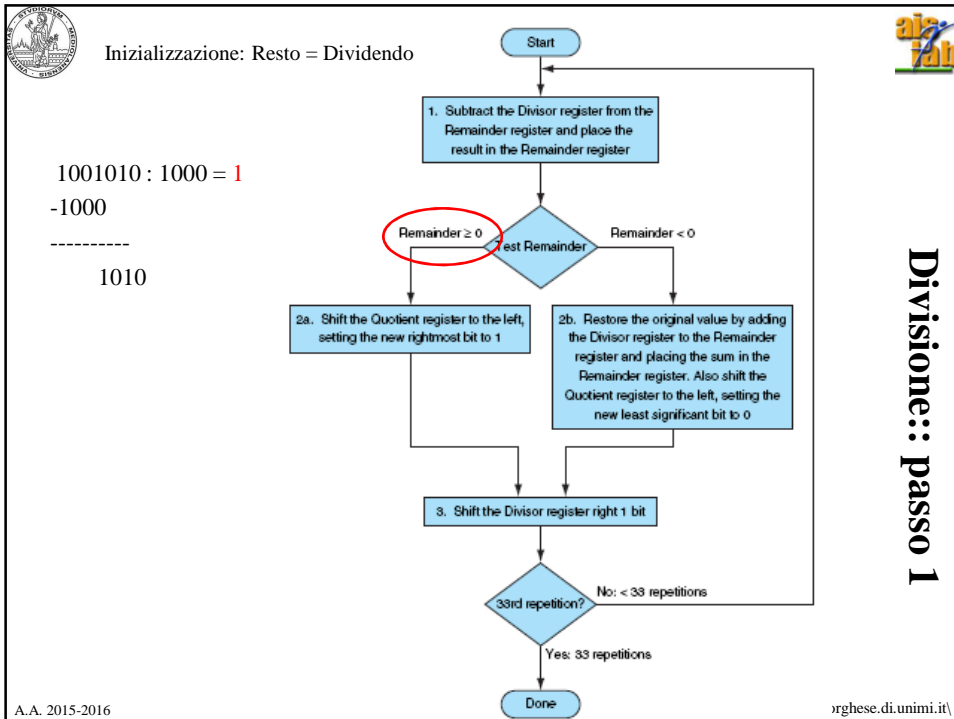 Inizializzazione: Resto = Dividendo
1001010 : 1000 = 1
-1000
----------
1010
Start
1. Subtract the Divisor register from the
Remainder register and place the
result in the Remainder register
Remainder ≥ 0
Test Remainder
Remainder < 0
2a. Shift the Quotient register to the left,
setting the new rightmost bit to 1
2b. Restore the original value by adding
the Divisor register to the Remainder
register and placing the sum in the
Remainder register. Also shift the
Quotient register to the left, setting the
new least significant bit to 0
3. Shift the Divisor register right 1 bit
33rd repetition?
No: < 33 repetitions
Yes: 33 repetitions
Done
Divisione:: passo 1
A.A. 2015-2016
orghese.di.unimi.it\